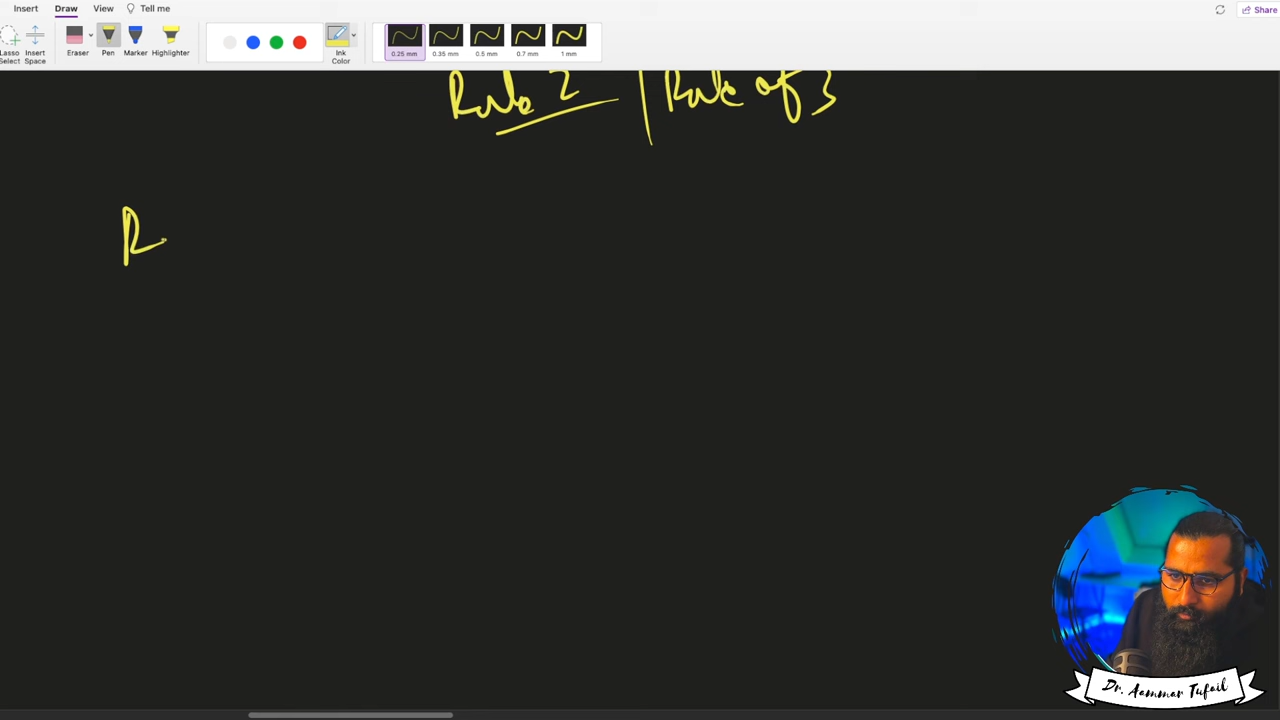 Insert Draw View Tell me
Share
Lasso Select
Insert Space
Eraser
Pen
Marker
Highlighter
Ink Color
0.25 mm
0.35 mm
0.5 mm
0.7 mm
1 mm
Rule 2 | Rule of 3
R
Dr. Aammar Tufail